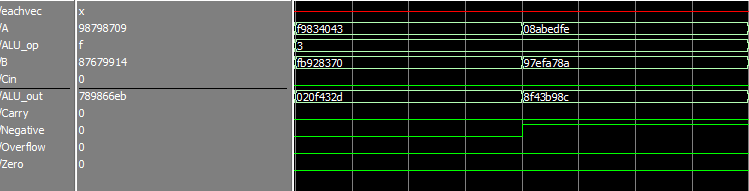 /eachvec x
/A 98798709 f9834043 08abedfe
/ALU_op f 3
/B 87679914 fb928370 97efa78a
/Cin 0
/ALU_out 789866eb 020f432d 8f43b98c
/Carry 0
/Negative 0
/Overflow 0
/Zero 0